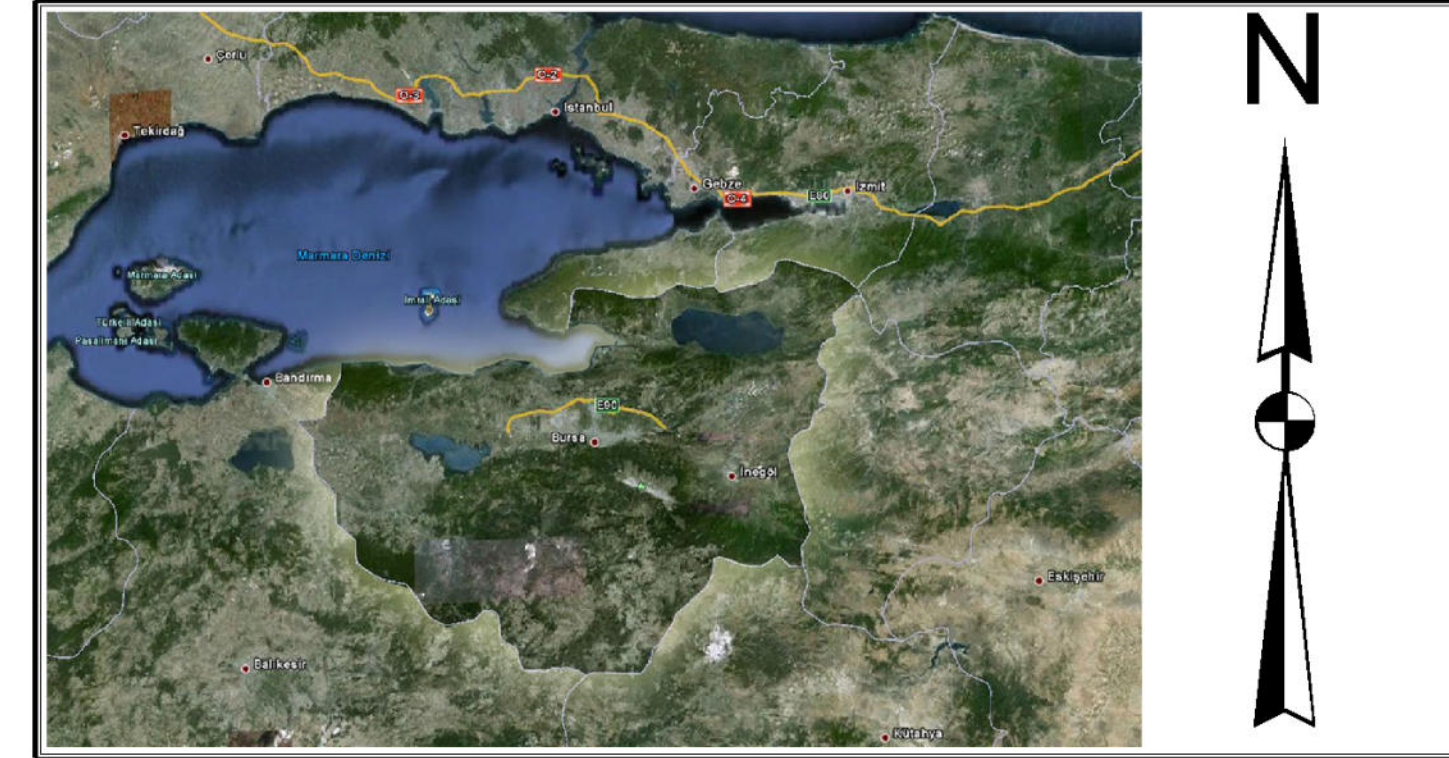 N
Çorlu
O-2
O-3
İstanbul
Tekirdağ
Gebze
İzmit
E80
O-4
Marmara Denizi
Marmara Adası
İmralı Adası
Türkeli Adası
Paşalimanı Adası
Bandırma
E90
Bursa
İnegöl
Eskişehir
Balıkesir
Kütahya